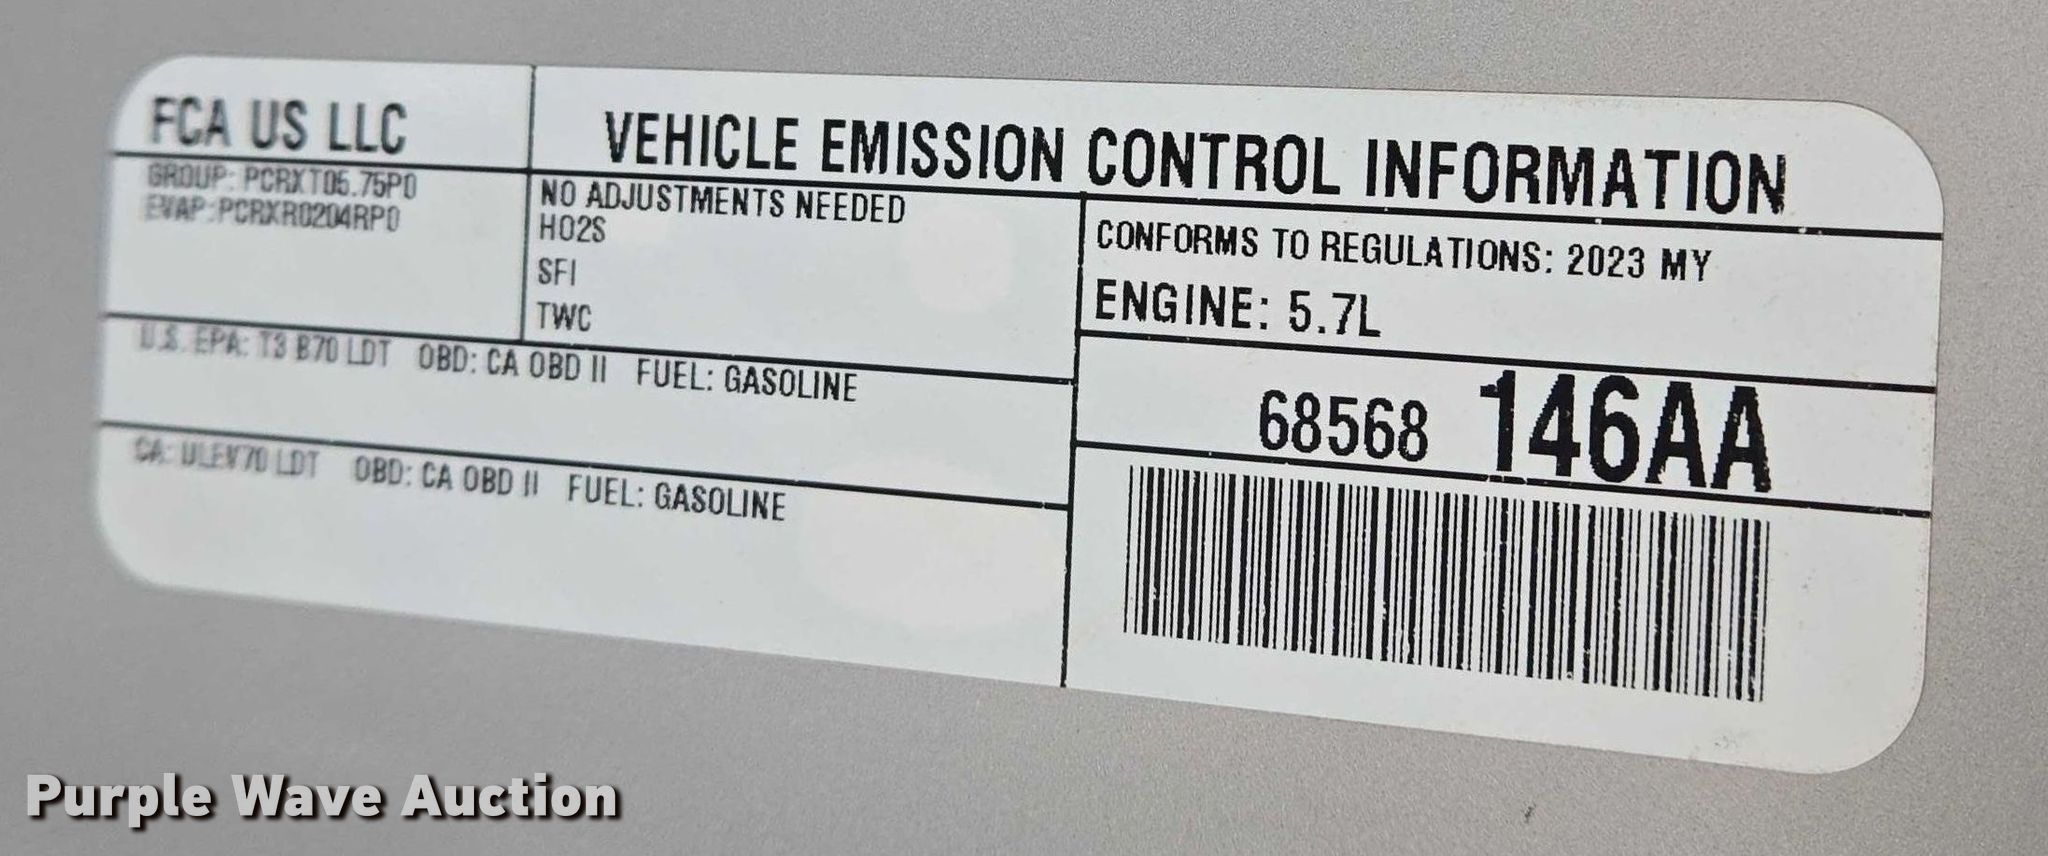 FCA US LLC
VEHICLE EMISSION CONTROL INFORMATION
GROUP: PCRXT05.75P0
EVAP: PCRXR0204RP0
NO ADJUSTMENTS NEEDED
HO2S
SFI
TWC
CONFORMS TO REGULATIONS: 2023 MY
ENGINE: 5.7L
U.S. EPA: T3 B70 LDT OBD: CA OBD II FUEL: GASOLINE
CA: ULEV70 LDT OBD: CA OBD II FUEL: GASOLINE
68568 146AA
Purple Wave Auction